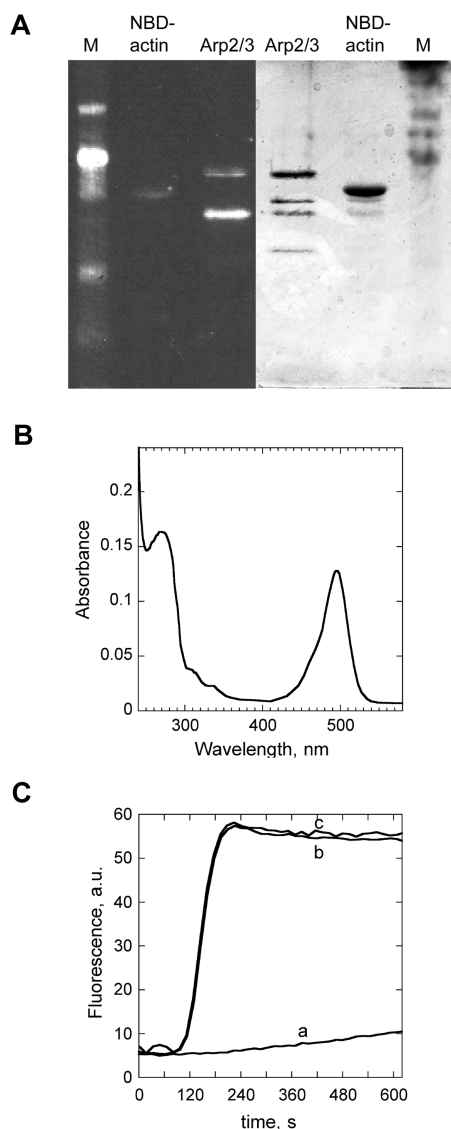 A
M NBD-actin Arp2/3 Arp2/3 NBD-actin M
B
0.2
0.15
0.1
0.05
0
Absorbance
300 400 500
Wavelength, nm
C
60
50
40
30
20
10
0
Fluorescence, a.u.
c
b
a
0 120 240 360 480 600
time, s